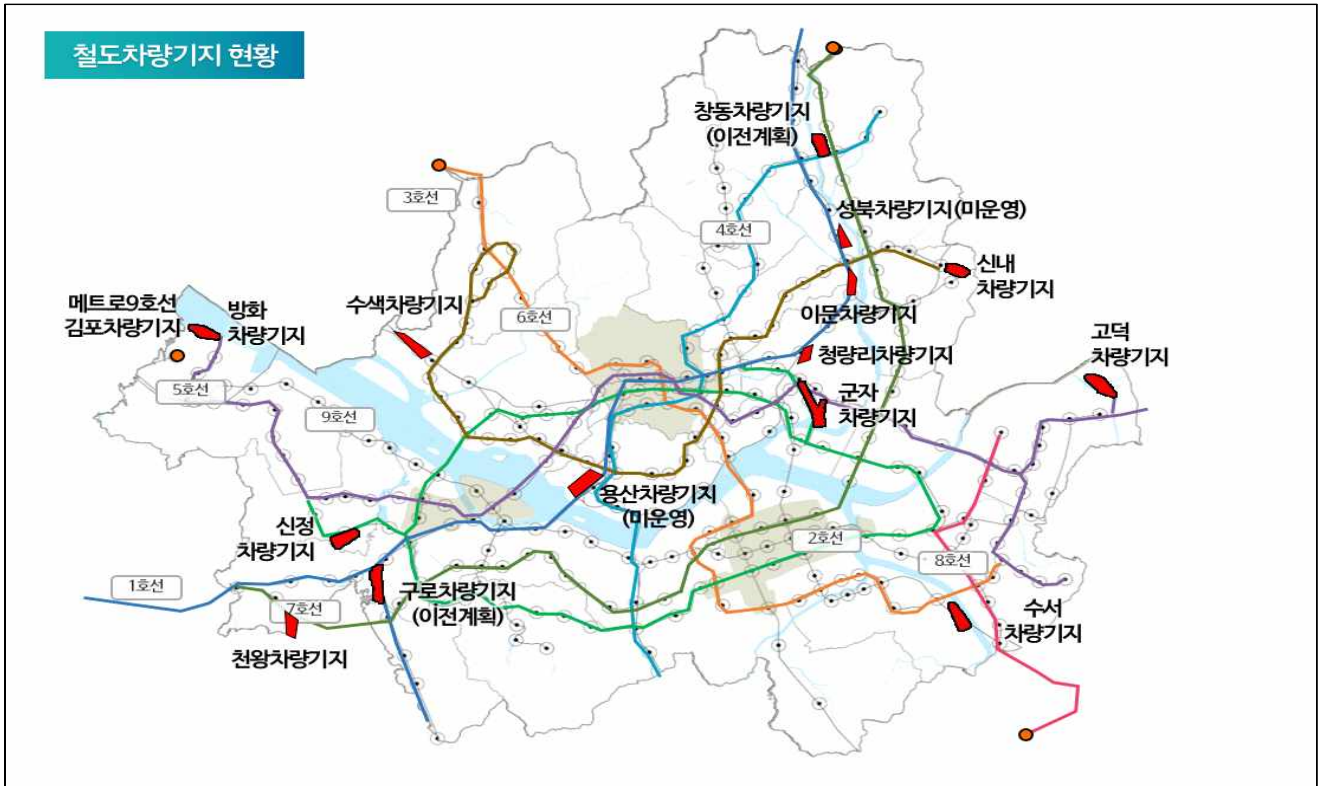 철도차량기지 현황
창동차량기지
(이전계획)
3호선
4호선
성북차량기지(미운영)
신내
차량기지
메트로9호선
김포차량기지
방화
차량기지
수색차량기지
6호선
이문차량기지
청량리차량기지
고덕
차량기지
5호선
9호선
군자
차량기지
용산차량기지
(미운영)
신정
차량기지
2호선
8호선
1호선
구로차량기지
(이전계획)
7호선
수서
차량기지
천왕차량기지